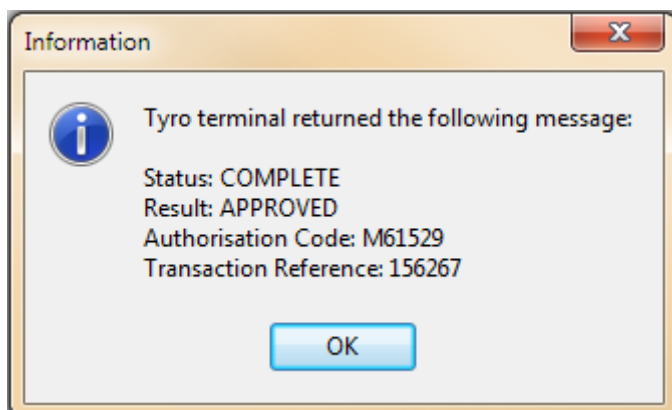 Information
Tyro terminal returned the following message:
Status: COMPLETE
Result: APPROVED
Authorisation Code: M61529
Transaction Reference: 156267
OK